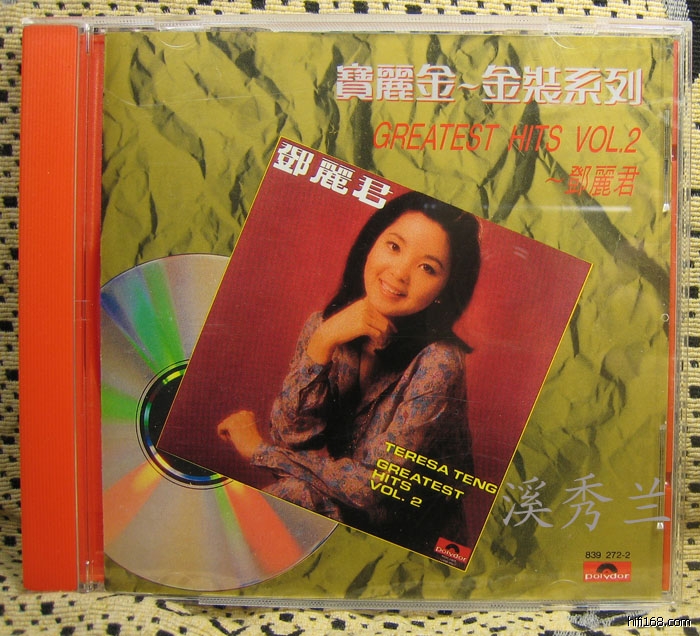 寶麗金~金裝系列
GREATEST HITS VOL.2
~鄧麗君
鄧麗君
TERESA TENG
GREATEST
HITS
VOL. 2
polydor
溪秀兰
839 272-2
polydor
hifi168.com